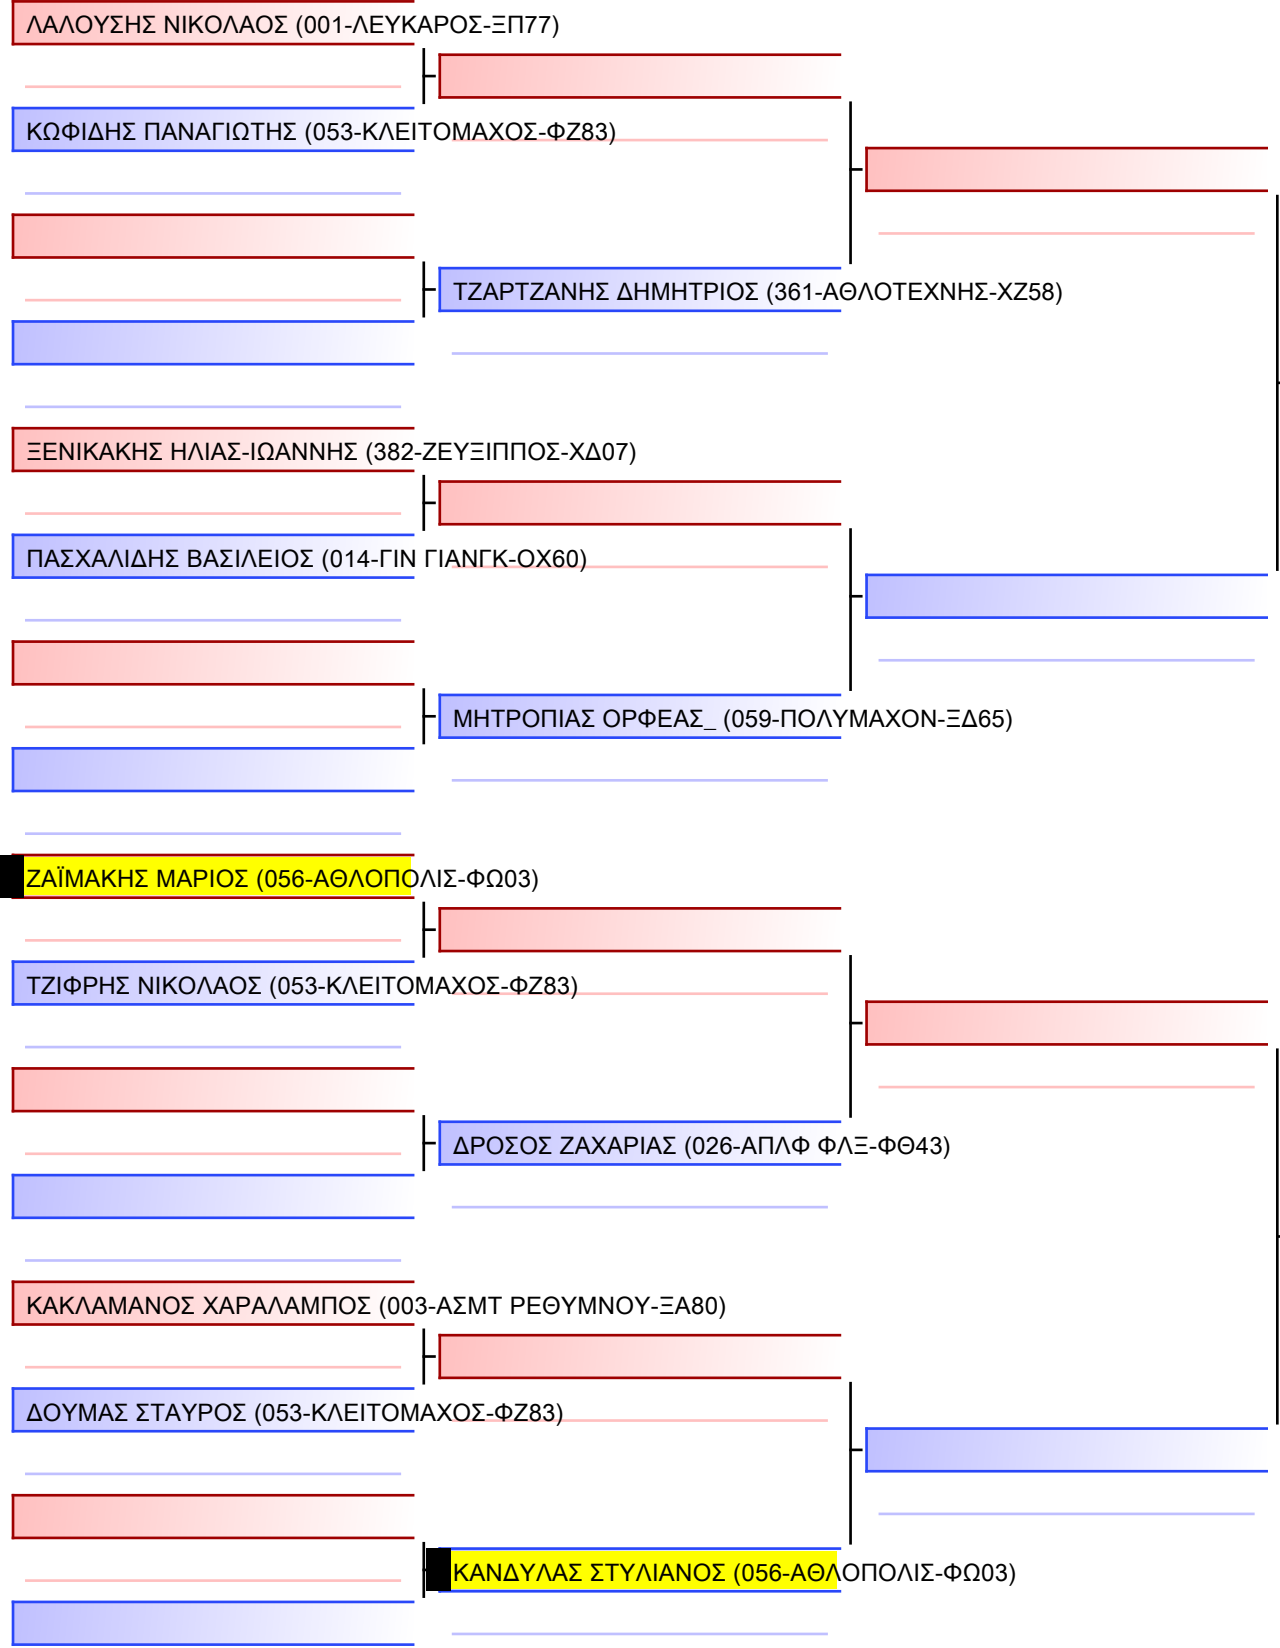 ΛΑΛΟΥΣΗΣ ΝΙΚΟΛΑΟΣ (001-ΛΕΥΚΑΡΟΣ-ΞΠ77)
ΚΩΦΙΔΗΣ ΠΑΝΑΓΙΩΤΗΣ (053-ΚΛΕΙΤΟΜΑΧΟΣ-ΦΖ83)
ΤΖΑΡΤΖΑΝΗΣ ΔΗΜΗΤΡΙΟΣ (361-ΑΘΛΟΤΕΧΝΗΣ-ΧΖ58)
ΞΕΝΙΚΑΚΗΣ ΗΛΙΑΣ-ΙΩΑΝΝΗΣ (382-ΖΕΥΞΙΠΠΟΣ-ΧΔ07)
ΠΑΣΧΑΛΙΔΗΣ ΒΑΣΙΛΕΙΟΣ (014-ΓΙΝ ΓΙΑΝΓΚ-ΟΧ60)
ΜΗΤΡΟΠΙΑΣ ΟΡΦΕΑΣ_ (059-ΠΟΛΥΜΑΧΟΝ-ΞΔ65)
ΖΑΪΜΑΚΗΣ ΜΑΡΙΟΣ (056-ΑΘΛΟΠΟΛΙΣ-ΦΩ03)
ΤΖΙΦΡΗΣ ΝΙΚΟΛΑΟΣ (053-ΚΛΕΙΤΟΜΑΧΟΣ-ΦΖ83)
ΔΡΟΣΟΣ ΖΑΧΑΡΙΑΣ (026-ΑΠΛΦ ΦΛΞ-ΦΘ43)
ΚΑΚΛΑΜΑΝΟΣ ΧΑΡΑΛΑΜΠΟΣ (003-ΑΣΜΤ ΡΕΘΥΜΝΟΥ-ΞΑ80)
ΔΟΥΜΑΣ ΣΤΑΥΡΟΣ (053-ΚΛΕΙΤΟΜΑΧΟΣ-ΦΖ83)
ΚΑΝΔΥΛΑΣ ΣΤΥΛΙΑΝΟΣ (056-ΑΘΛΟΠΟΛΙΣ-ΦΩ03)